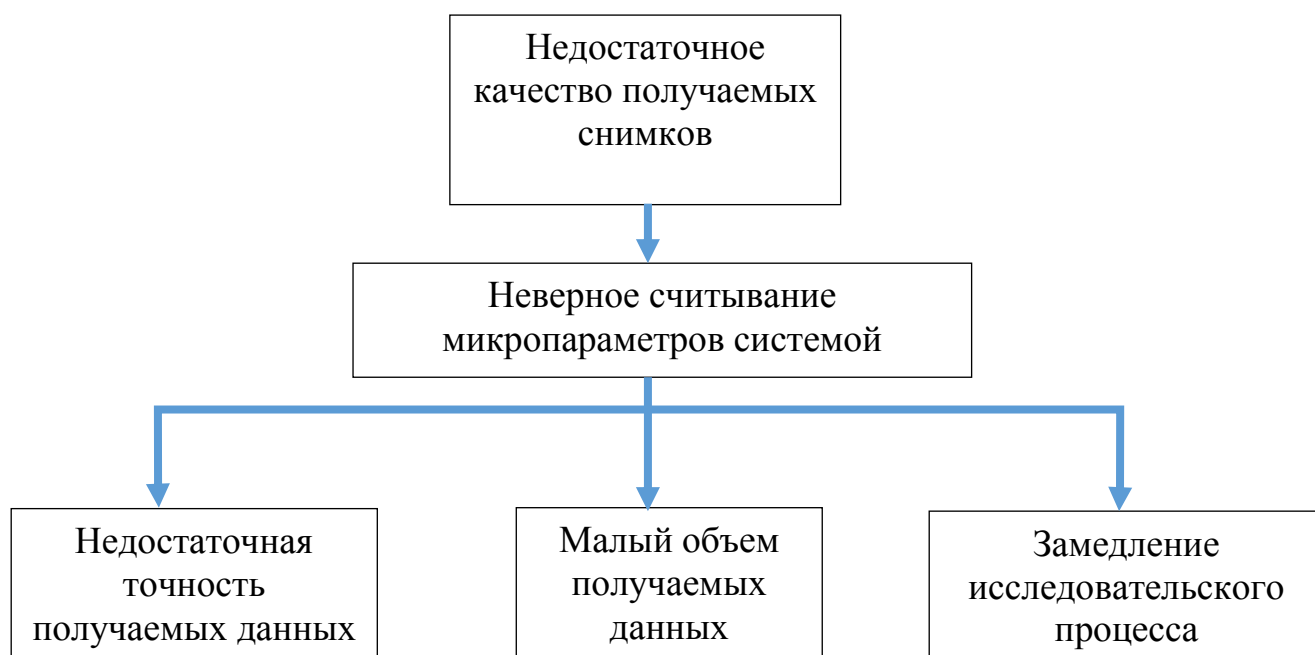 Недостаточное
качество получаемых
снимков
Неверное считывание
микропараметров системой
Недостаточная
точность
получаемых данных
Малый объем
получаемых
данных
Замедление
исследовательского
процесса